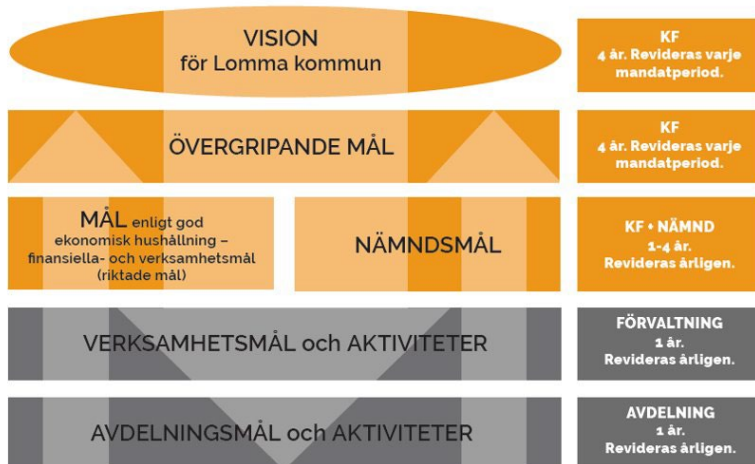 VISION
för Lomma kommun
KF
4 år. Revideras varje
mandatperiod.
ÖVERGRIPANDE MÅL
KF
4 år. Revideras varje
mandatperiod.
MÅL enligt god
ekonomisk hushållning –
finansiella- och verksamhetsmål
(riktade mål)
NÄMNDSMÅL
KF + NÄMND
1-4 år.
Revideras årligen.
VERKSAMHETSMÅL och AKTIVITETER
FÖRVALTNING
1 år.
Revideras årligen.
AVDELNINGSMÅL och AKTIVITETER
AVDELNING
1 år.
Revideras årligen.